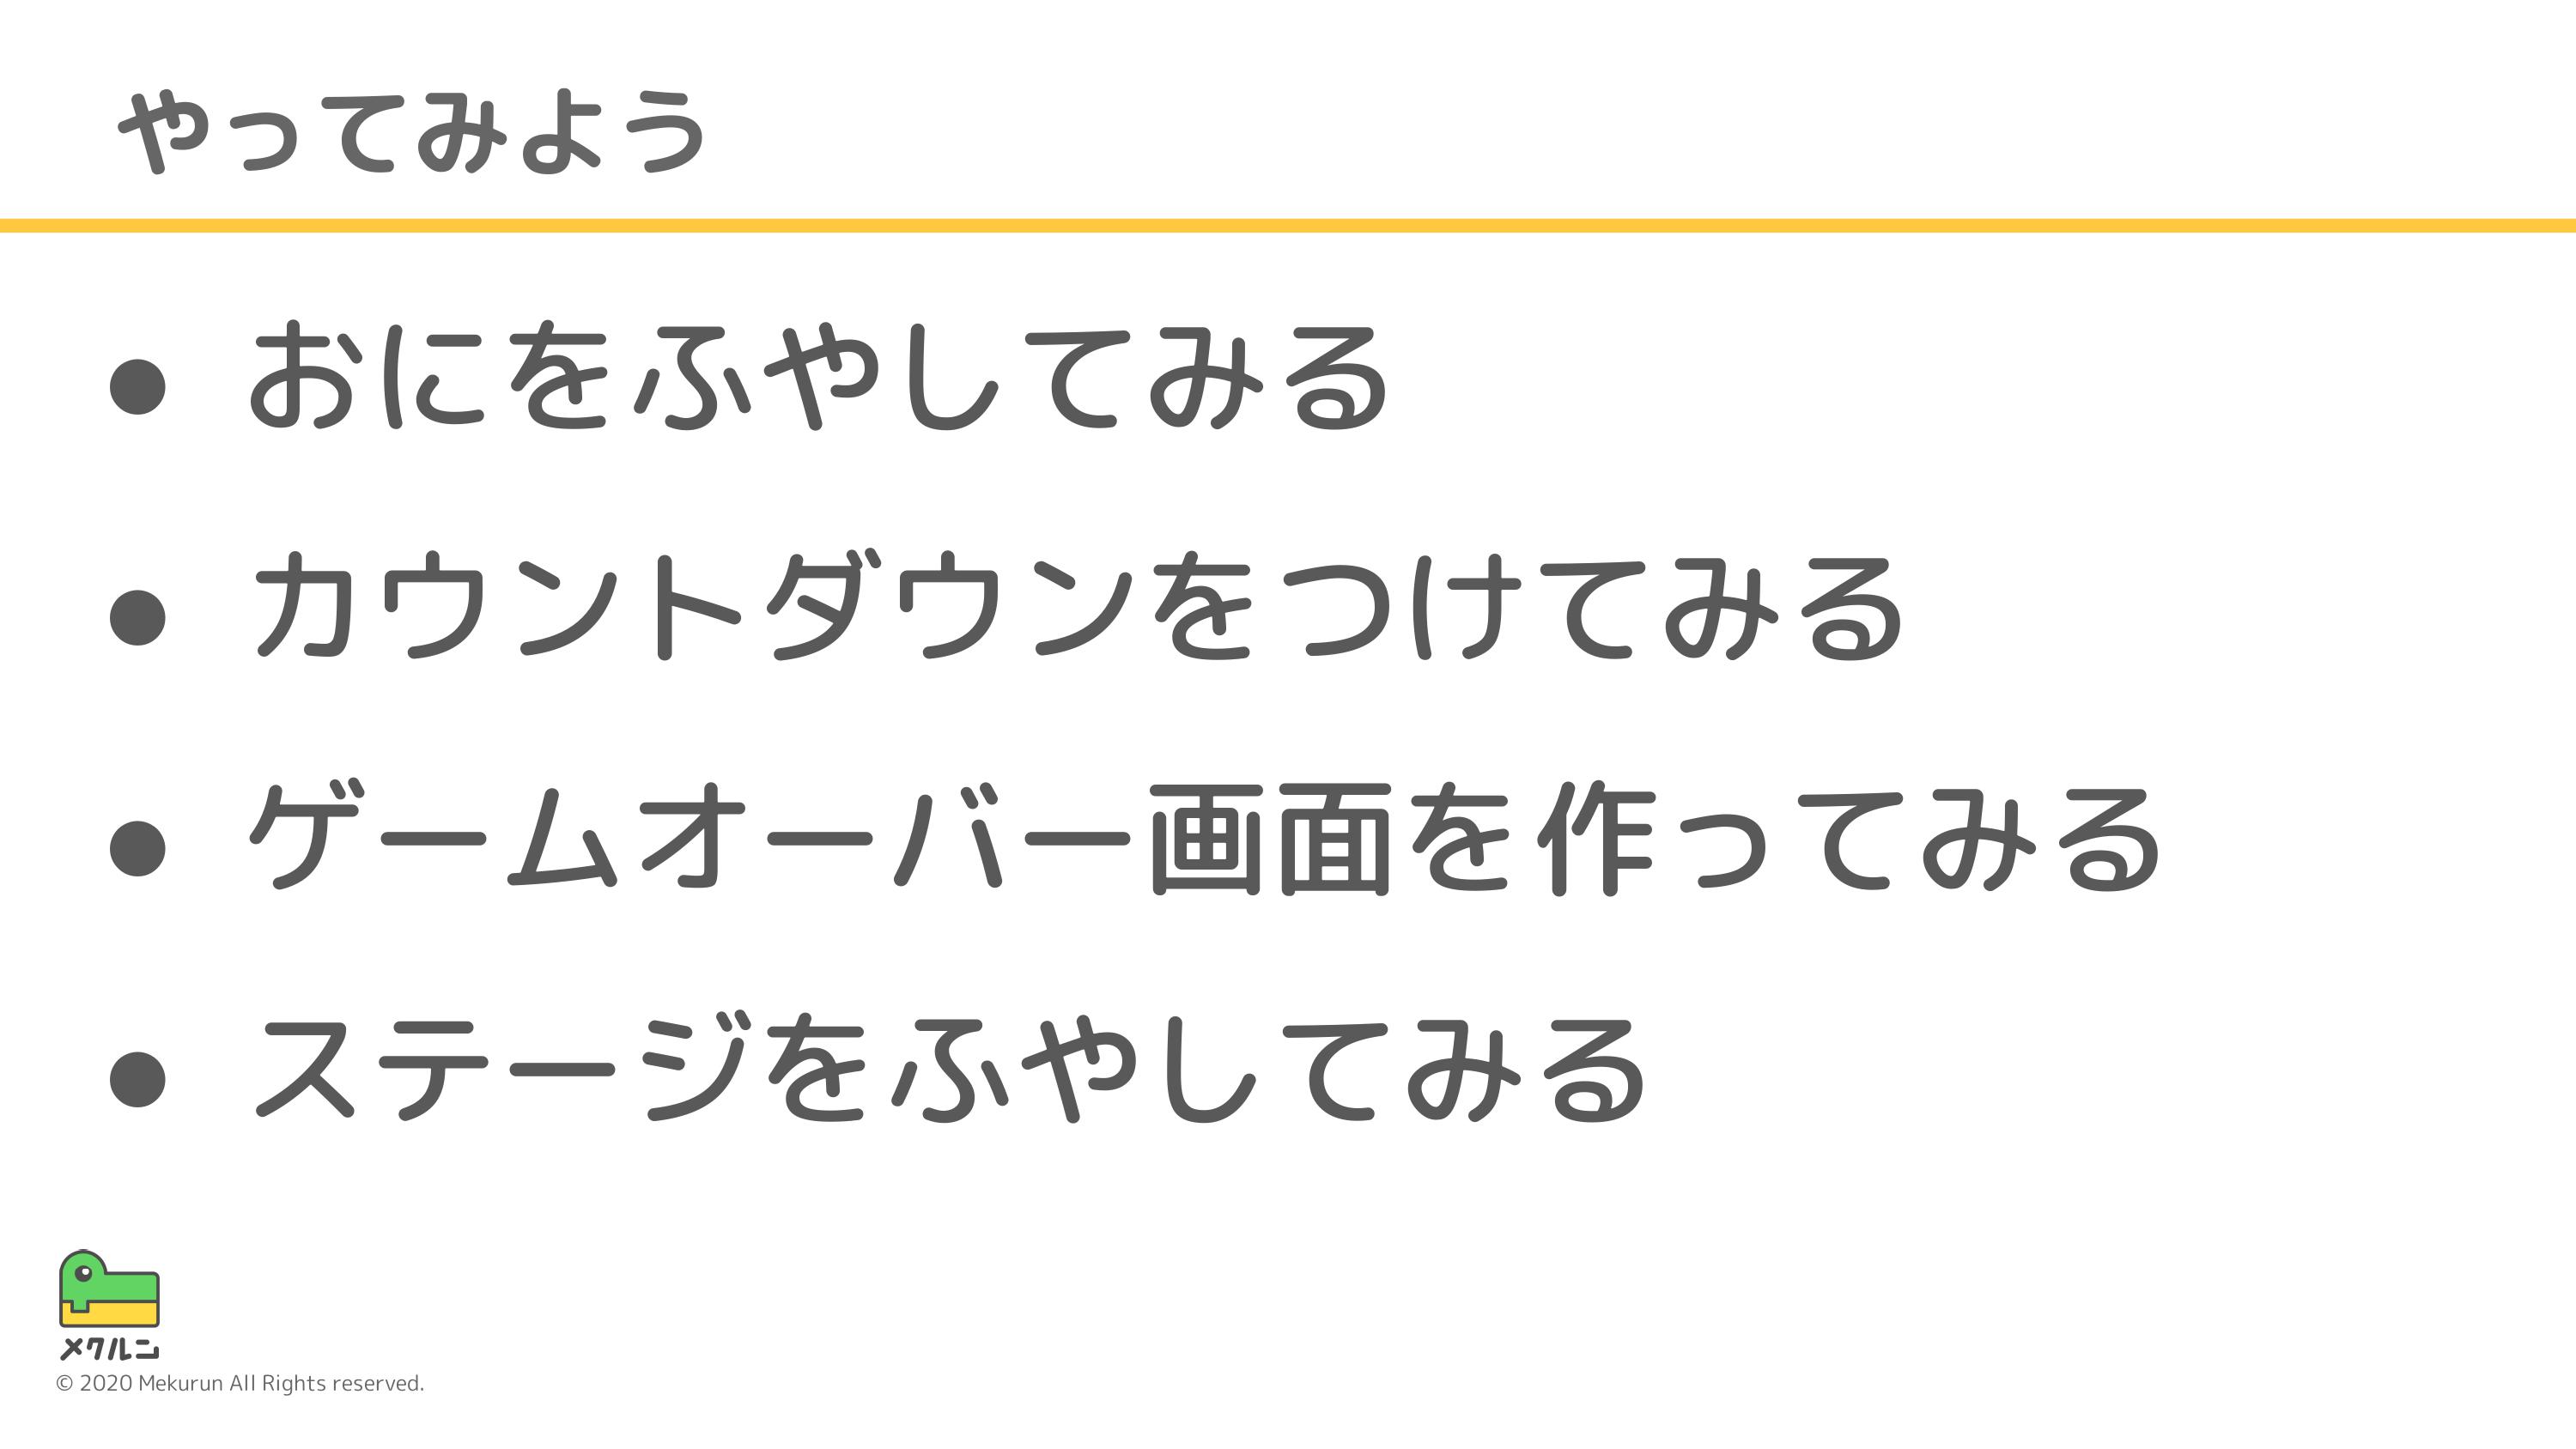 やってみよう
● おにをふやしてみる
● カウントダウンをつけてみる
● ゲームオーバー画面を作ってみる
● ステージをふやしてみる
メクルン
© 2020 Mekurun All Rights reserved.